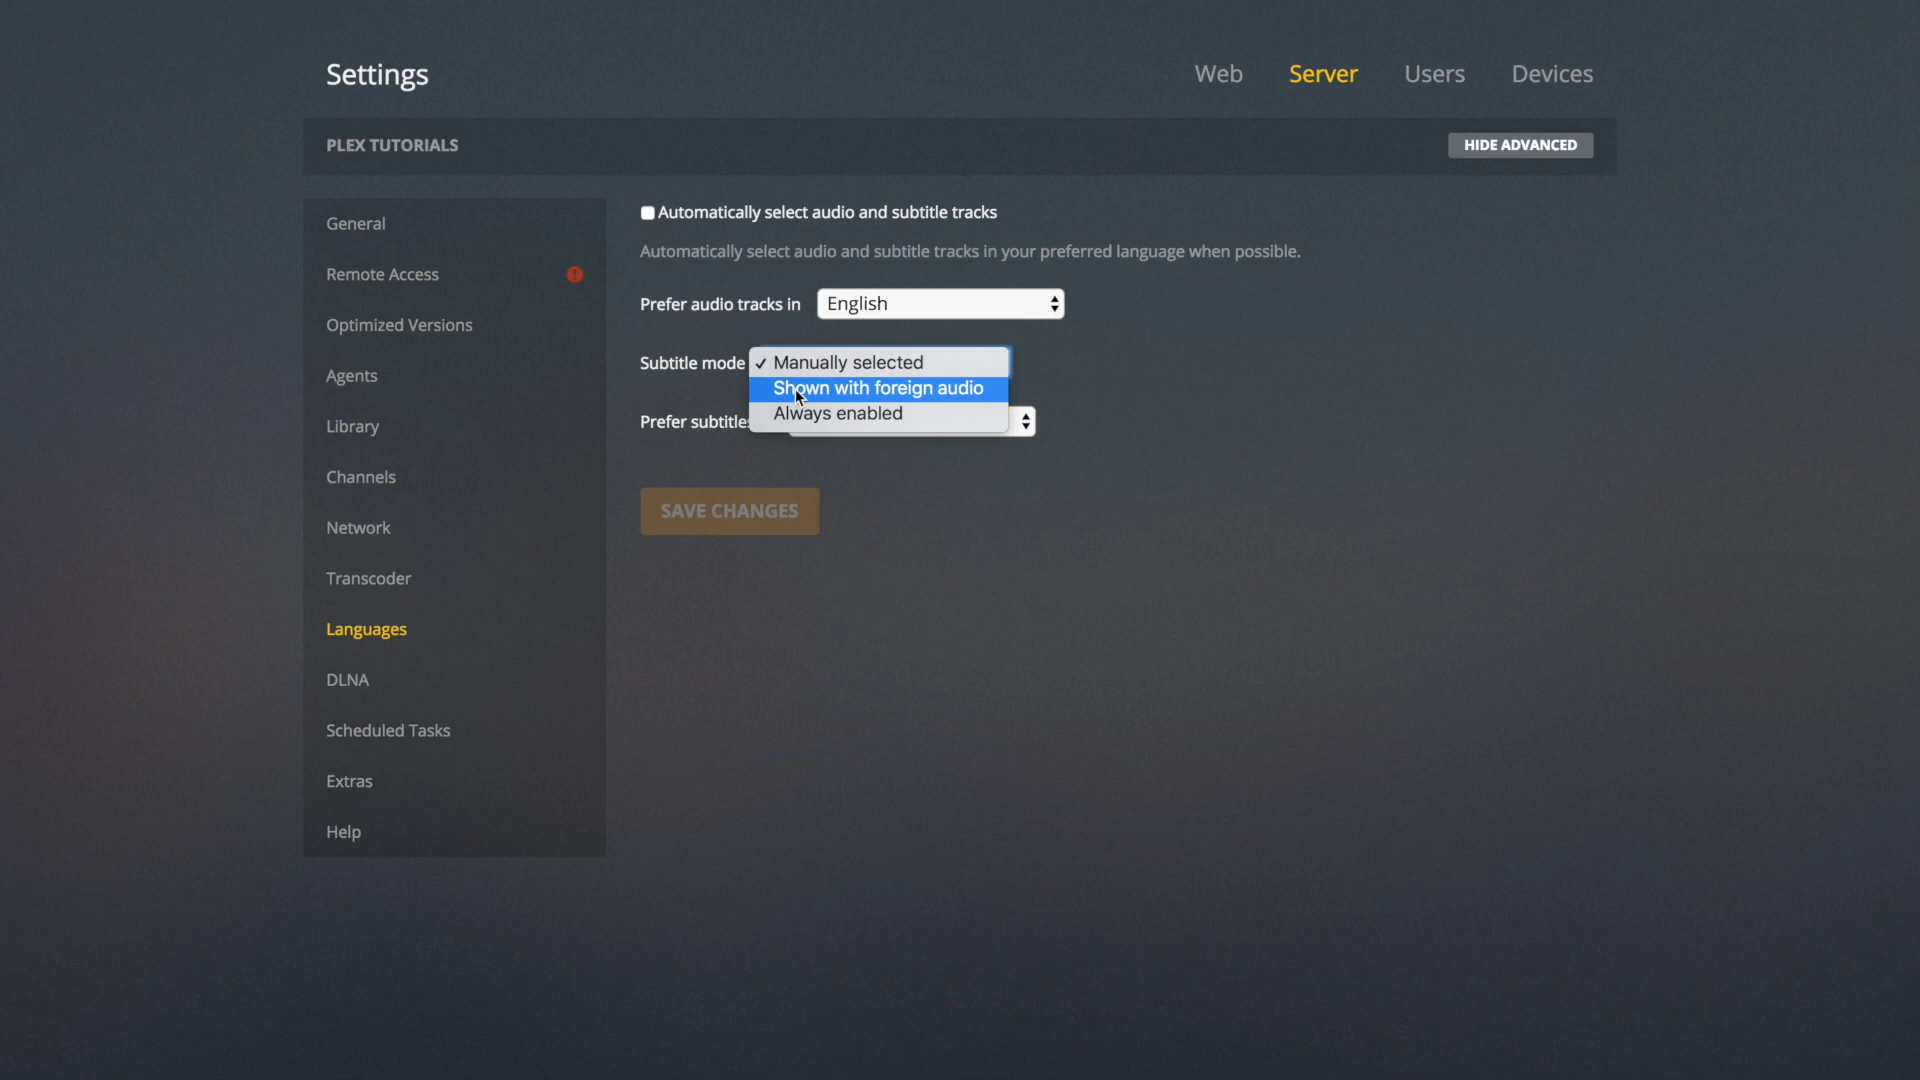 Settings
Web Server Users Devices
PLEX TUTORIALS
HIDE ADVANCED
General
Remote Access
Optimized Versions
Agents
Library
Channels
Network
Transcoder
Languages
DLNA
Scheduled Tasks
Extras
Help
Automatically select audio and subtitle tracks
Automatically select audio and subtitle tracks in your preferred language when possible.
Prefer audio tracks in English
Subtitle mode ✓ Manually selected
Shown with foreign audio
Always enabled
Prefer subtitles
SAVE CHANGES